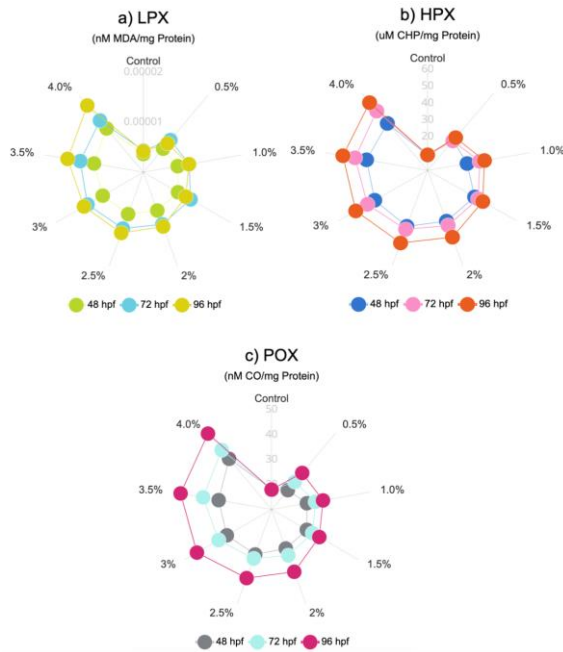 a) LPX
(nM MDA/mg Protein)
Control
0.00002
0.00001
0.5%
1.0%
1.5%
2%
2.5%
3%
3.5%
4.0%
48 hpf 72 hpf 96 hpf
b) HPX
(uM CHP/mg Protein)
Control
60
50
40
30
20
0.5%
1.0%
1.5%
2%
2.5%
3%
3.5%
4.0%
48 hpf 72 hpf 96 hpf
c) POX
(nM CO/mg Protein)
Control
50
40
30
0.5%
1.0%
1.5%
2%
2.5%
3%
3.5%
4.0%
48 hpf 72 hpf 96 hpf